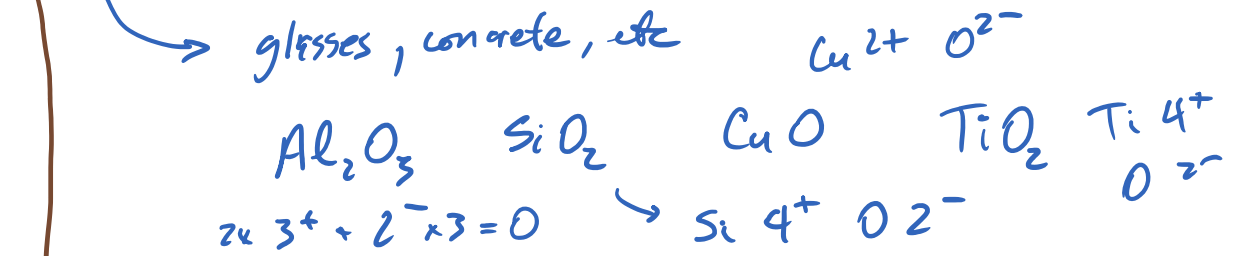 glasses, concrete, etc Cu 2+ O 2-
Al2O3 SiO2 CuO TiO2 Ti 4+
O 2-
2x 3+ + 2- x3 = 0 Si 4+ O 2-